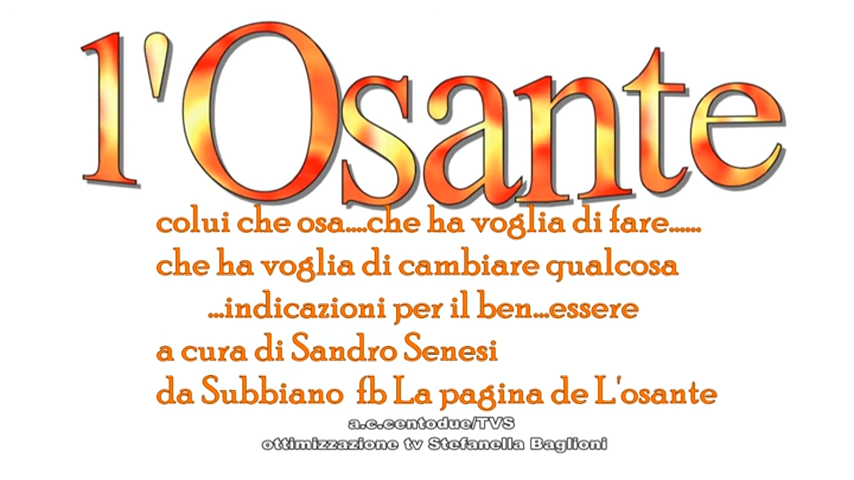 l'Osante
colui che osa....che ha voglia di fare......
che ha voglia di cambiare qualcosa
...indicazioni per il ben...essere
a cura di Sandro Senesi
da Subbiano fb La pagina de L'osante
a.c.centodue/TVS
ottimizzazione tv Stefanella Baglioni